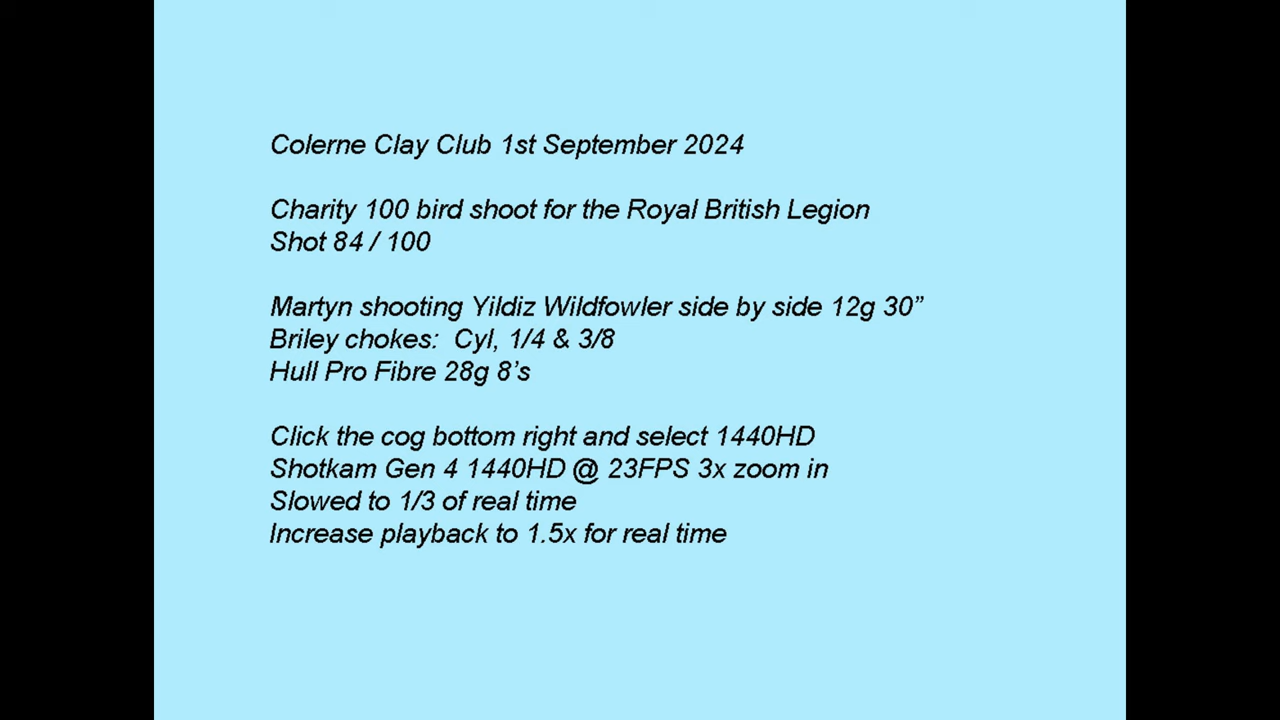 Colerne Clay Club 1st September 2024
Charity 100 bird shoot for the Royal British Legion
Shot 84 / 100
Martyn shooting Yildiz Wildfowler side by side 12g 30”
Briley chokes:  Cyl, 1/4 & 3/8
Hull Pro Fibre 28g 8’s
Click the cog bottom right and select 1440HD
Shotkam Gen 4 1440HD @ 23FPS 3x zoom in
Slowed to 1/3 of real time
Increase playback to 1.5x for real time